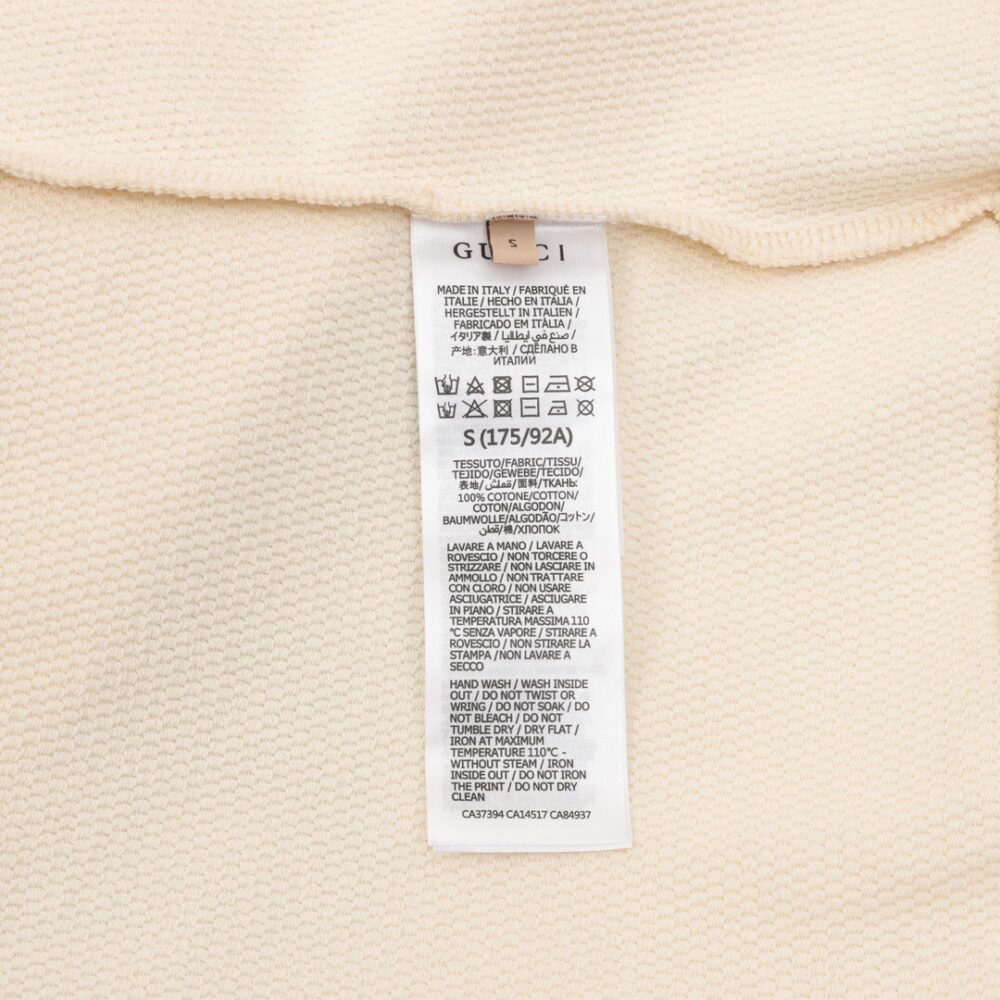 GUCCI
S
MADE IN ITALY / FABRIQUÉ EN
ITALIE / HECHO EN ITALIA /
HERGESTELLT IN ITALIEN /
FABRICADO EM ITÁLIA /
イタリア製 / صنع في ايطاليا /
产地: 意大利 / СДЕЛАНО В
ИТАЛИИ
S (175/92A)
TESSUTO/FABRIC/TISSU/
TEJIDO/GEWEBE/TECIDO/
表地/قماش/面料/ТКАНЬ:
100% COTONE/COTTON/
COTON/ALGODON/
BAUMWOLLE/ALGODÃO/コットン/
قطن/棉/ХЛОПОК
LAVARE A MANO / LAVARE A
ROVESCIO / NON TORCERE O
STRIZZARE / NON LASCIARE IN
AMMOLLO / NON TRATTARE
CON CLORO / NON USARE
ASCIUGATRICE / ASCIUGARE
IN PIANO / STIRARE A
TEMPERATURA MASSIMA 110
°C SENZA VAPORE / STIRARE A
ROVESCIO / NON STIRARE LA
STAMPA /NON LAVARE A
SECCO
HAND WASH / WASH INSIDE
OUT / DO NOT TWIST OR
WRING / DO NOT SOAK / DO
NOT BLEACH / DO NOT
TUMBLE DRY / DRY FLAT /
IRON AT MAXIMUM
TEMPERATURE 110°C -
WITHOUT STEAM / IRON
INSIDE OUT / DO NOT IRON
THE PRINT / DO NOT DRY
CLEAN
CA37394 CA14517 CA84937